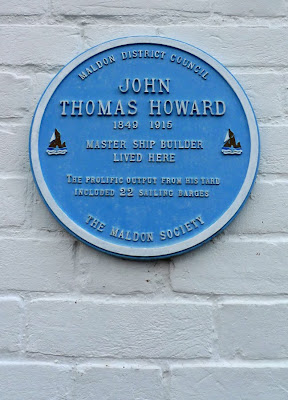 MALDON DISTRICT COUNCIL
JOHN
THOMAS HOWARD
1849 1915
MASTER SHIP BUILDER
LIVED HERE
THE PROLIFIC OUTPUT FROM HIS YARD
INCLUDED 22 SAILING BARGES
THE MALDON SOCIETY